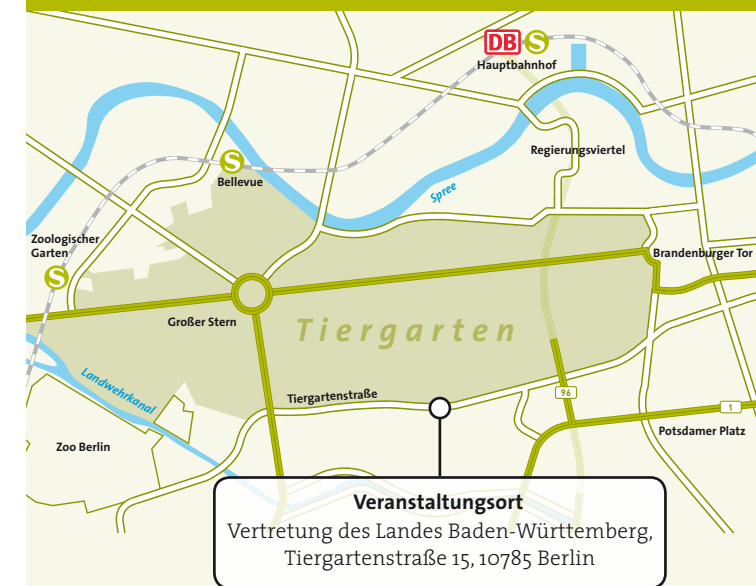 DB S
Hauptbahnhof
Regierungsviertel
S
Bellevue
Spree
Zoologischer
Garten
S
Brandenburger Tor
Großer Stern
Tiergarten
Landwehrkanal
Tiergartenstraße
96
1
Potsdamer Platz
Zoo Berlin
Veranstaltungsort
Vertretung des Landes Baden-Württemberg,
Tiergartenstraße 15, 10785 Berlin